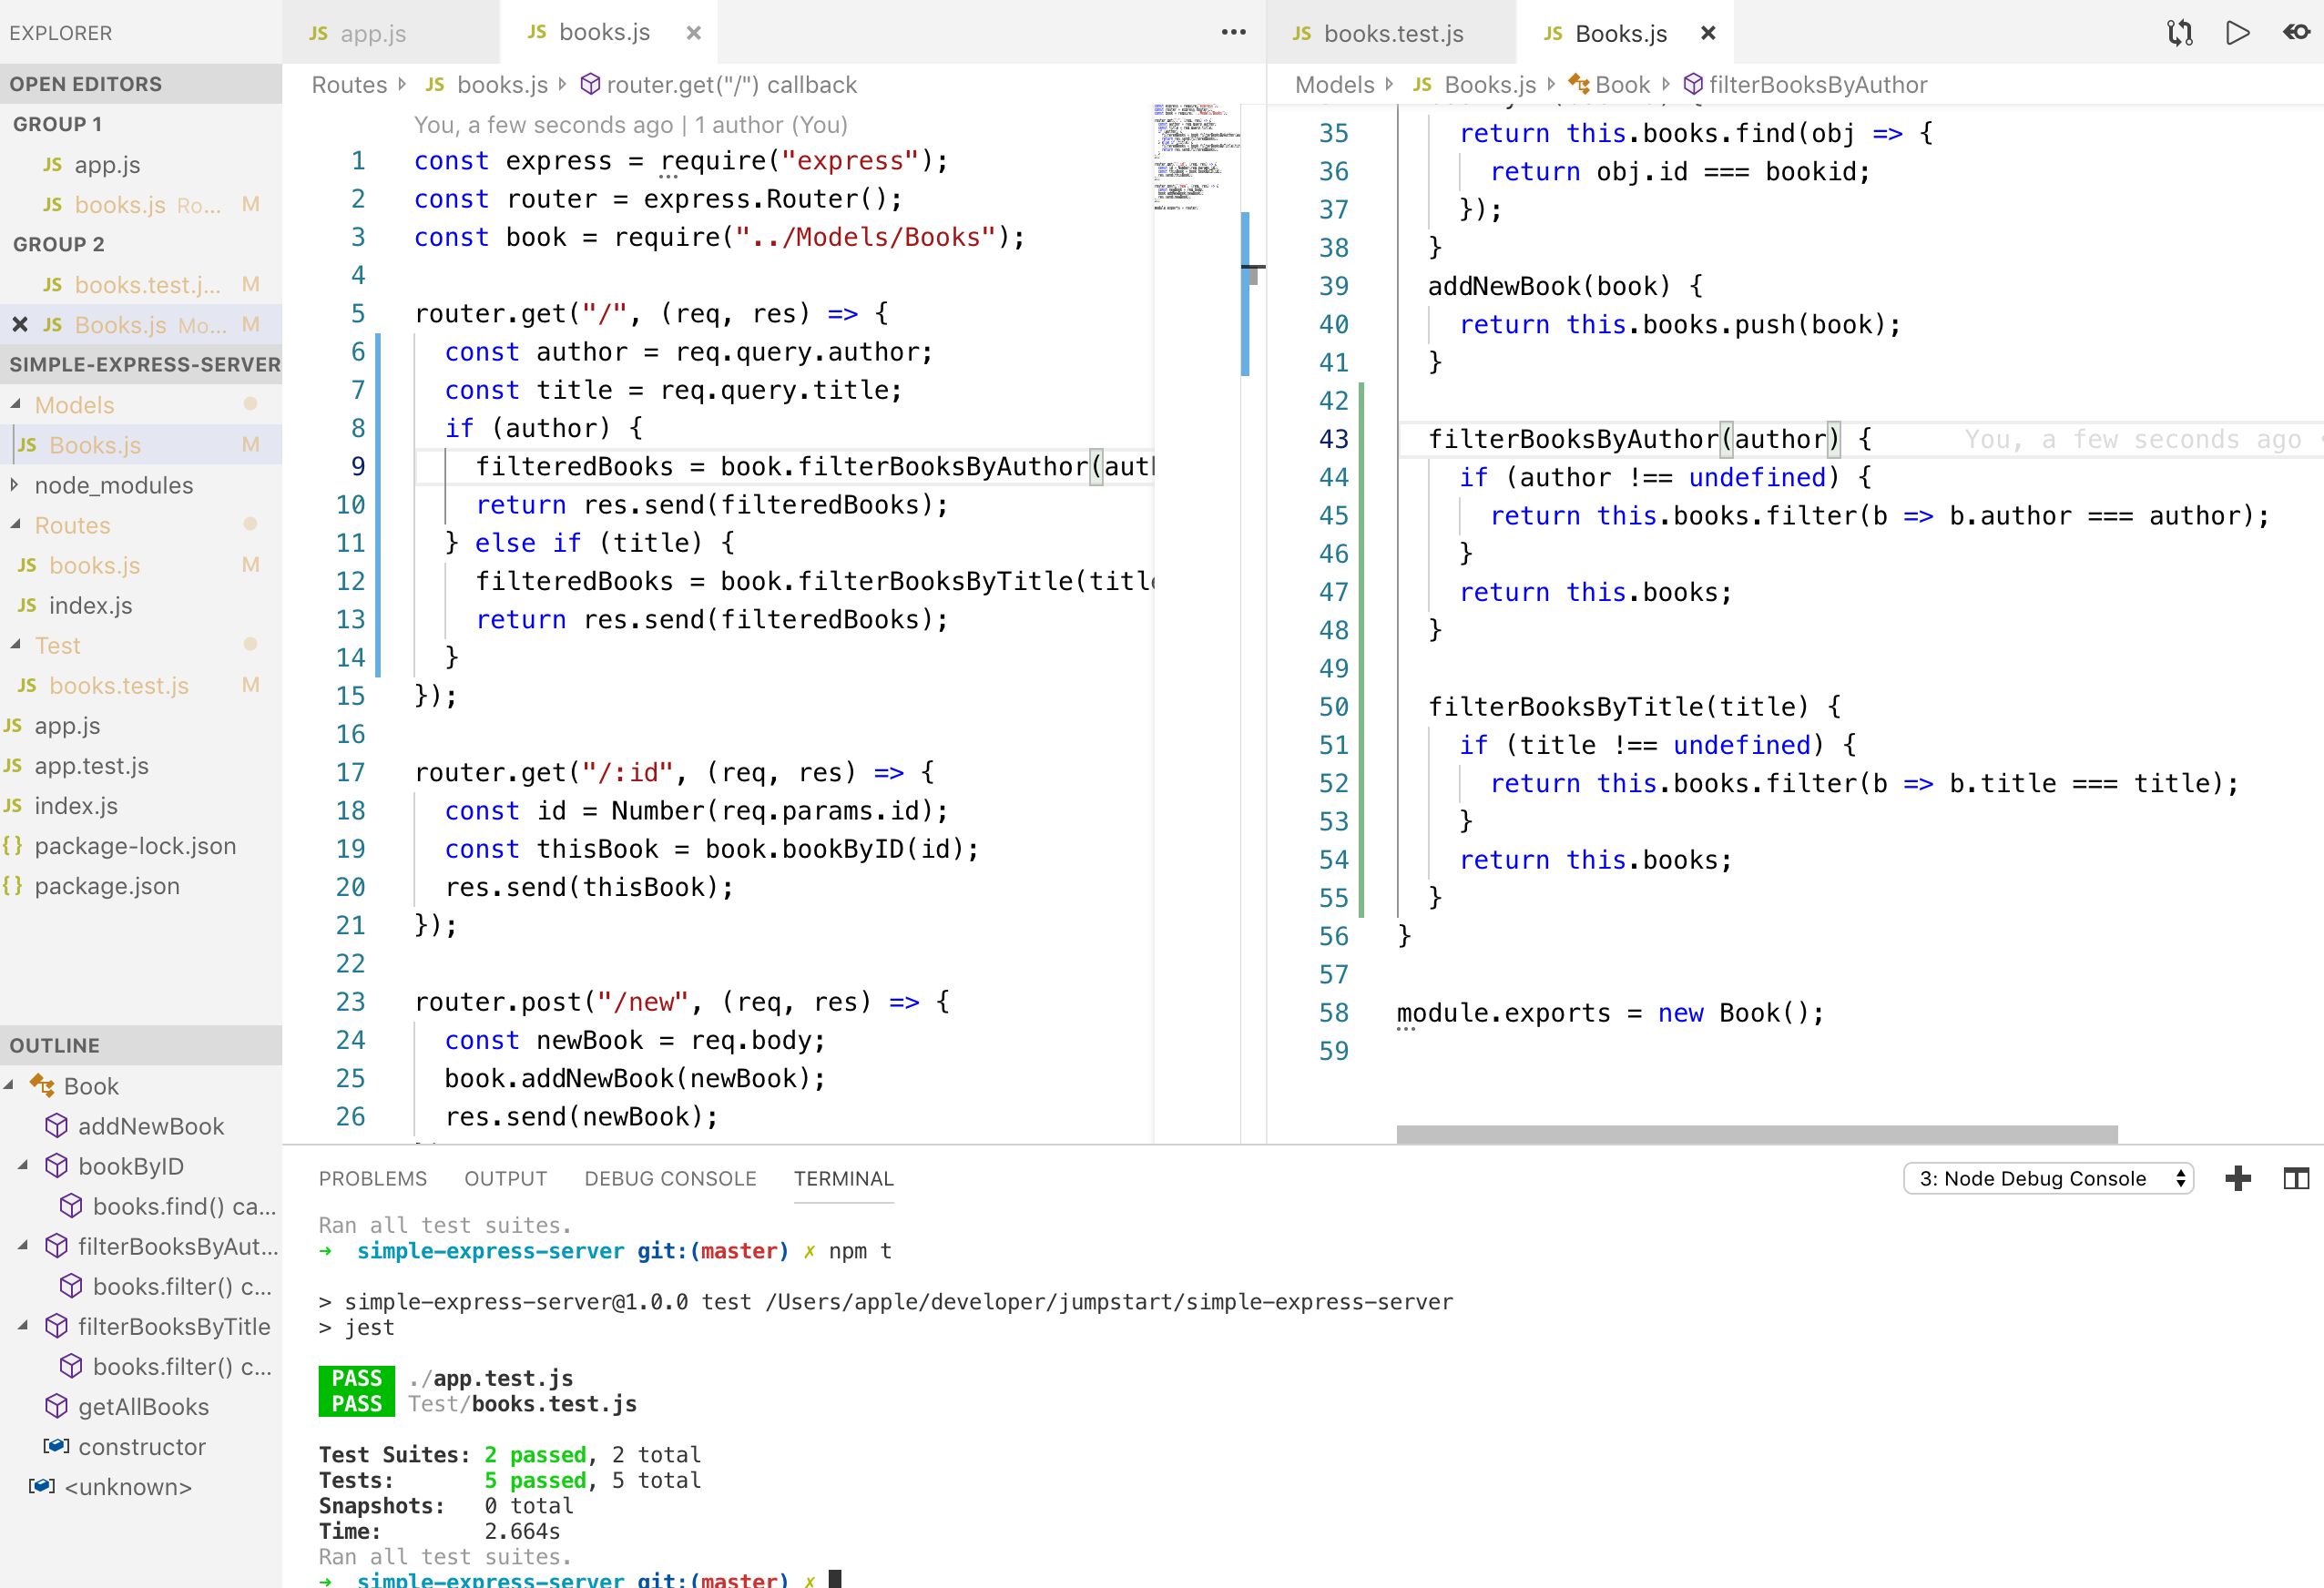 EXPLORER
OPEN EDITORS
GROUP 1
JS app.js
JS books.js Ro... M
GROUP 2
JS books.test.j... M
JS Books.js Mo... M
SIMPLE-EXPRESS-SERVER
Models
JS Books.js M
node_modules
Routes
JS books.js M
JS index.js
Test
JS books.test.js M
JS app.js
JS app.test.js
JS index.js
{} package-lock.json
{} package.json
OUTLINE
Book
addNewBook
bookByID
books.find() ca...
filterBooksByAut...
books.filter() c...
filterBooksByTitle
books.filter() c...
getAllBooks
constructor
<unknown>
JS app.js
JS books.js
Routes JS books.js router.get("/") callback
You, a few seconds ago | 1 author (You)
1 const express = require("express");
2 const router = express.Router();
3 const book = require("../Models/Books");
4
5 router.get("/", (req, res) => {
6 const author = req.query.author;
7 const title = req.query.title;
8 if (author) {
9 filteredBooks = book.filterBooksByAuthor(auth
10 return res.send(filteredBooks);
11 } else if (title) {
12 filteredBooks = book.filterBooksByTitle(title
13 return res.send(filteredBooks);
14 }
15 });
16
17 router.get("/:id", (req, res) => {
18 const id = Number(req.params.id);
19 const thisBook = book.bookByID(id);
20 res.send(thisBook);
21 });
22
23 router.post("/new", (req, res) => {
24 const newBook = req.body;
25 book.addNewBook(newBook);
26 res.send(newBook);
JS books.test.js
JS Books.js
Models JS Books.js Book filterBooksByAuthor
35 return this.books.find(obj => {
36 return obj.id === bookid;
37 });
38 }
39 addNewBook(book) {
40 return this.books.push(book);
41 }
42
43 filterBooksByAuthor(author) { You, a few seconds ago
44 if (author !== undefined) {
45 return this.books.filter(b => b.author === author);
46 }
47 return this.books;
48 }
49
50 filterBooksByTitle(title) {
51 if (title !== undefined) {
52 return this.books.filter(b => b.title === title);
53 }
54 return this.books;
55 }
56 }
57
58 module.exports = new Book();
59
PROBLEMS OUTPUT DEBUG CONSOLE TERMINAL
3: Node Debug Console
Ran all test suites.
➜ simple-express-server git:(master) ✗ npm t
> simple-express-server@1.0.0 test /Users/apple/developer/jumpstart/simple-express-server
> jest
PASS ./app.test.js
PASS Test/books.test.js
Test Suites: 2 passed, 2 total
Tests: 5 passed, 5 total
Snapshots: 0 total
Time: 2.664s
Ran all test suites.
➜ simple-express-server git:(master) ✗